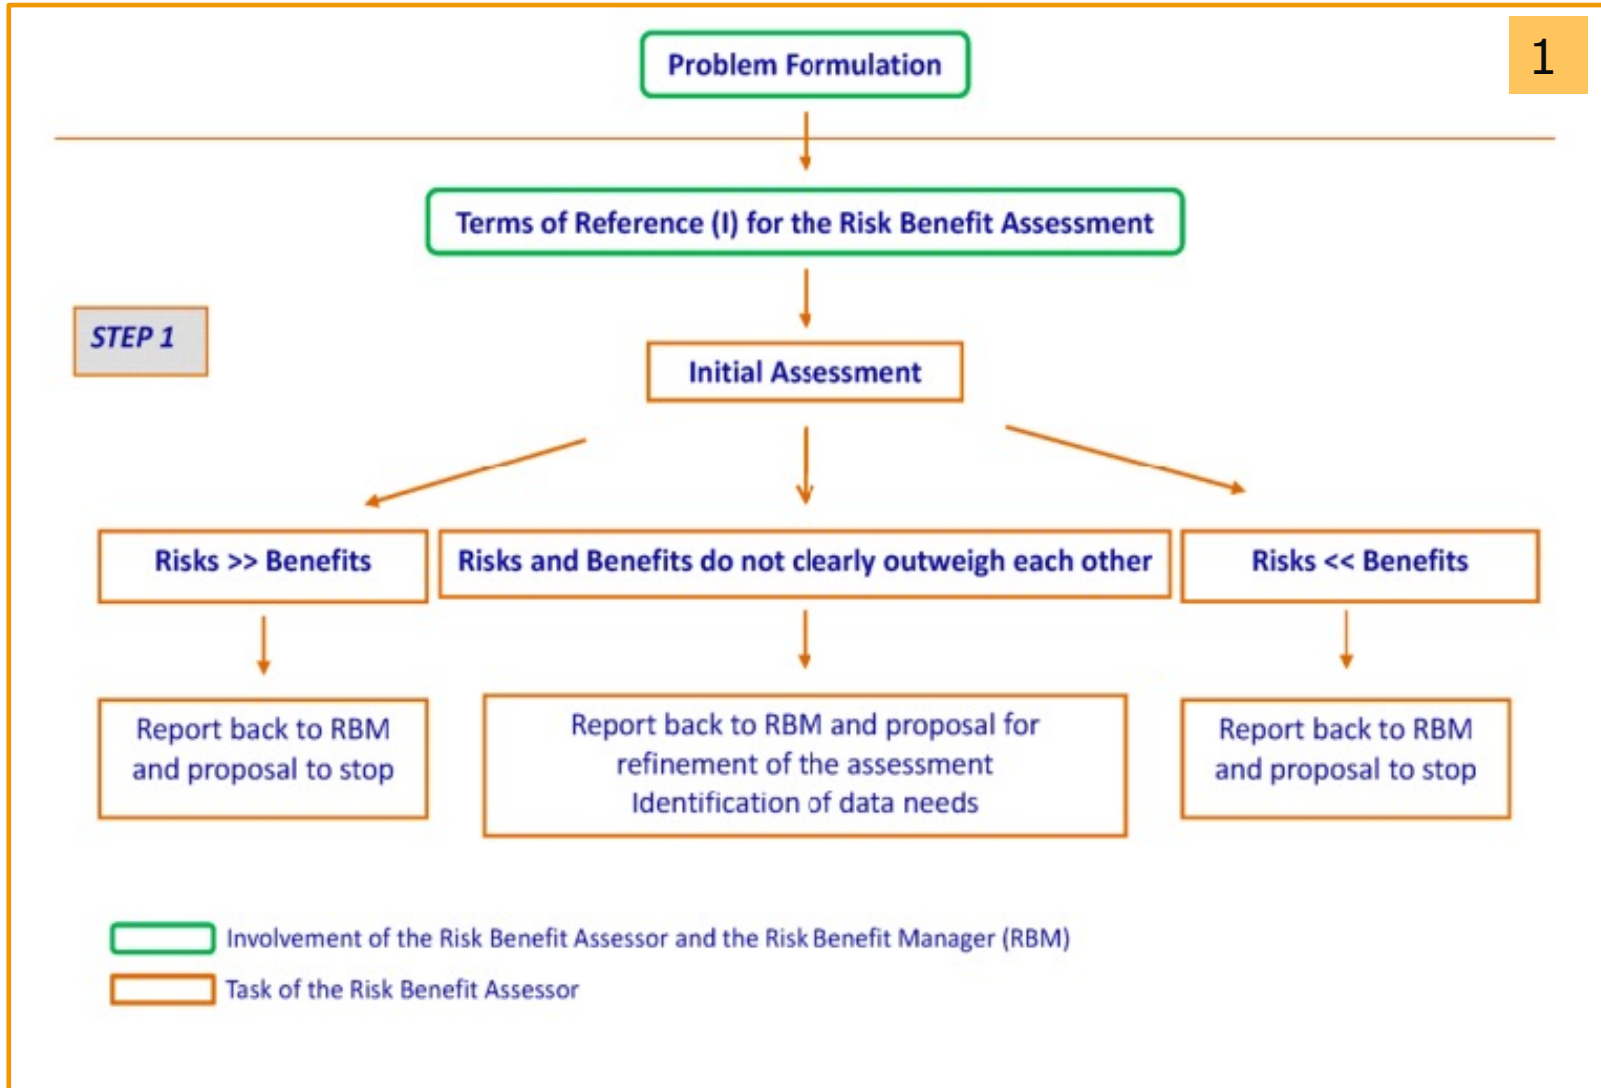 1
Problem Formulation
Terms of Reference (I) for the Risk Benefit Assessment
STEP 1
Initial Assessment
Risks >> Benefits
Risks and Benefits do not clearly outweigh each other
Risks << Benefits
Report back to RBM
and proposal to stop
Report back to RBM and proposal for
refinement of the assessment
Identification of data needs
Report back to RBM
and proposal to stop
Involvement of the Risk Benefit Assessor and the Risk Benefit Manager (RBM)
Task of the Risk Benefit Assessor